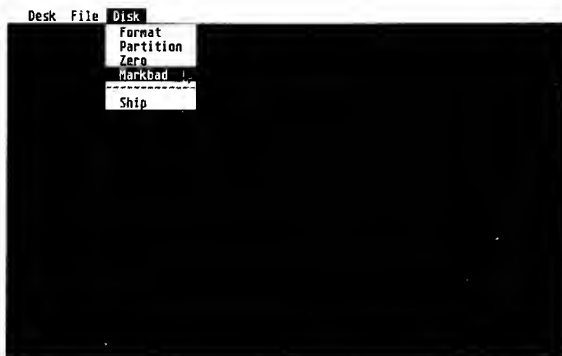 Desk File Disk
Format
Partition
Zero
Markbad
Ship